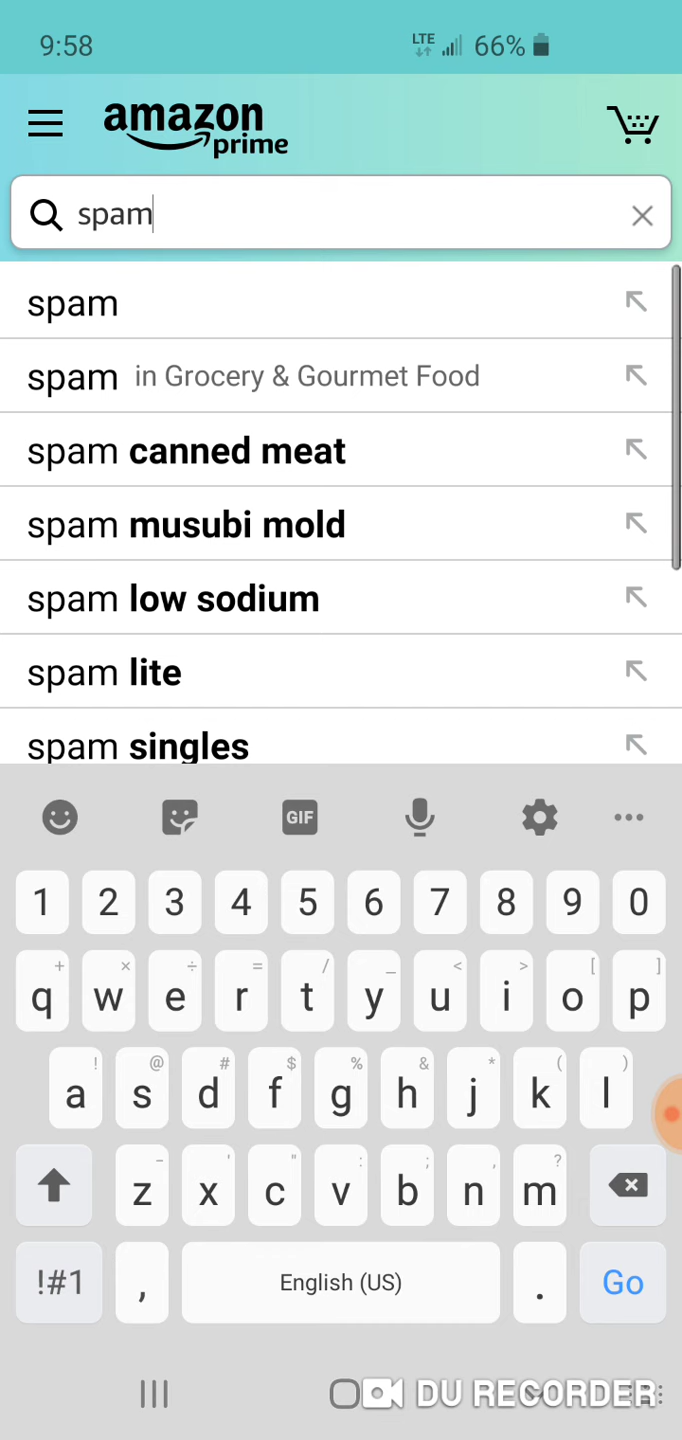 9:58 LTE 66%
amazon prime
spam
spam
spam in Grocery & Gourmet Food
spam canned meat
spam musubi mold
spam low sodium
spam lite
spam singles
GIF
1 2 3 4 5 6 7 8 9 0
+ × ÷ = / _ < > [ ]
q w e r t y u i o p
! @ # $ % & * ( )
a s d f g h j k l
- ' " : ; , ?
z x c v b n m
!#1 , English (US) . Go
DU RECORDER